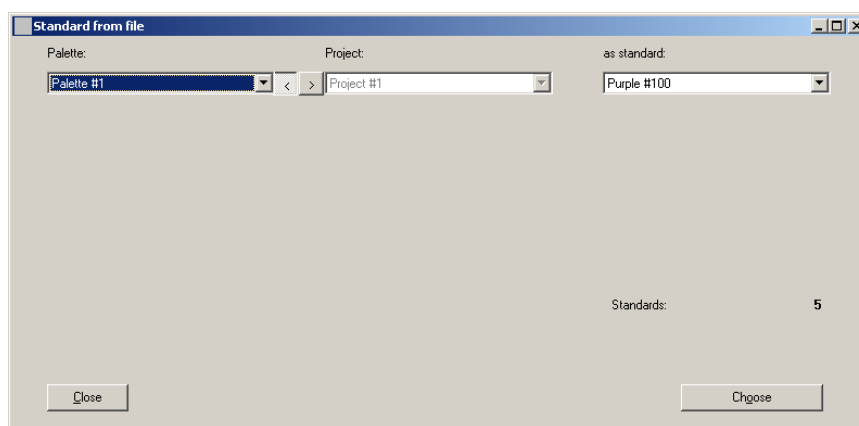 Standard from file
Palette: Project: as standard:
Palette #1 < > Project #1 Purple #100
Standards: 5
Close Choose